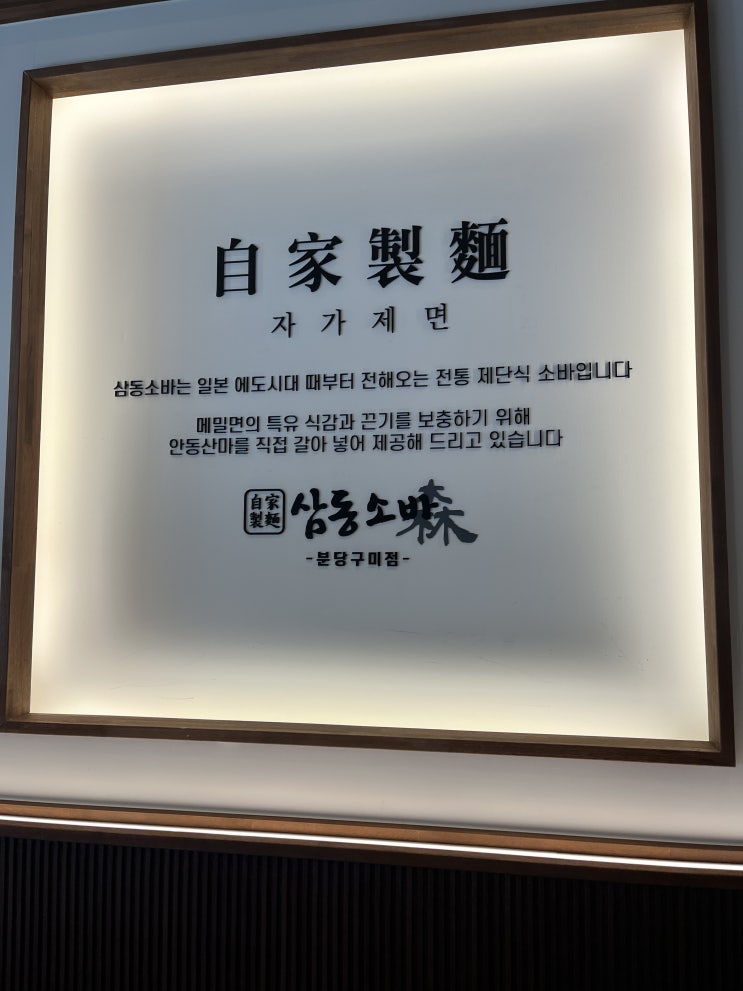 自家製麵
자가제면
삼동소바는 일본 에도시대 때부터 전해오는 전통 제단식 소바입니다
메밀면의 특유 식감과 끈기를 보충하기 위해
안동산마를 직접 갈아 넣어 제공해 드리고 있습니다
自家
製麵
삼동소바 森
-분당구미점-